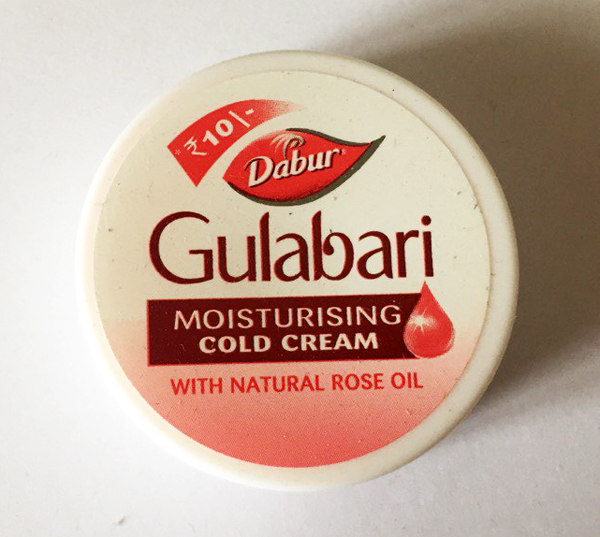 *₹10/-
Dabur
Gulabari
MOISTURISING
COLD CREAM
WITH NATURAL ROSE OIL